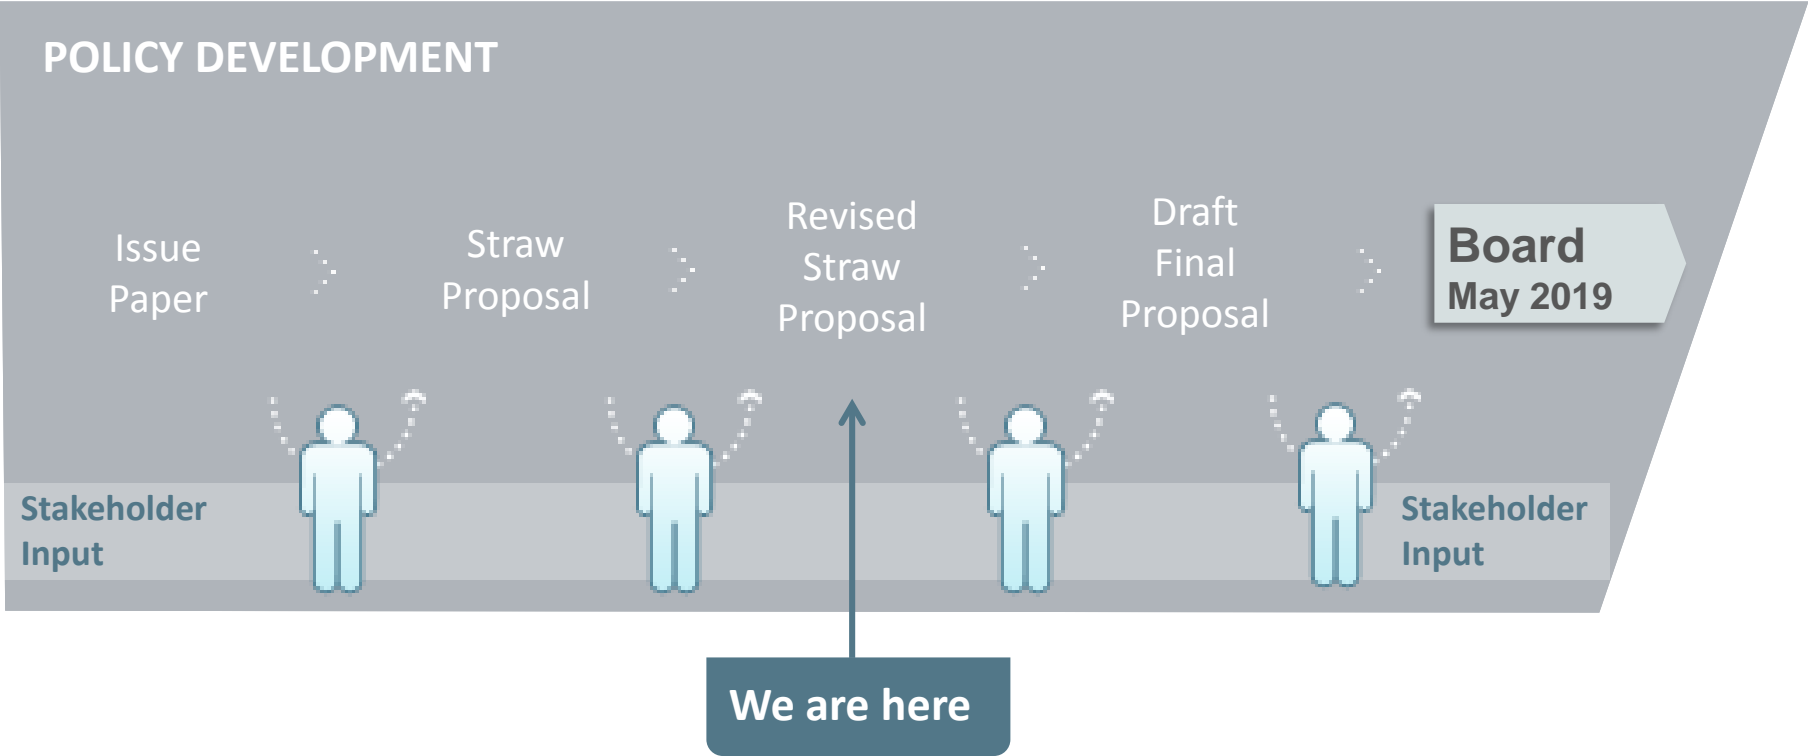 POLICY DEVELOPMENT
Issue
Paper
Straw
Proposal
Revised
Straw
Proposal
Draft
Final
Proposal
Board
May 2019
Stakeholder
Input
Stakeholder
Input
We are here